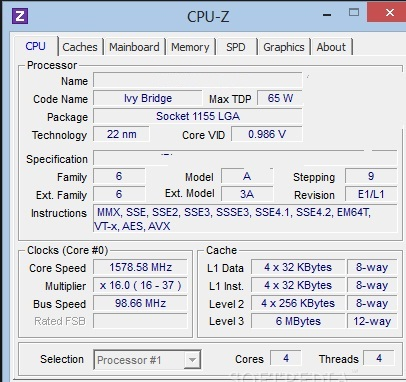 Z CPU-Z
CPU Caches Mainboard Memory SPD Graphics About
Processor
Name
Code Name Ivy Bridge Max TDP 65 W
Package Socket 1155 LGA
Technology 22 nm Core VID 0.986 V
Specification
Family 6 Model A Stepping 9
Ext. Family 6 Ext. Model 3A Revision E1/L1
Instructions MMX, SSE, SSE2, SSE3, SSSE3, SSE4.1, SSE4.2, EM64T,
VT-x, AES, AVX
Clocks (Core #0)
Core Speed 1578.58 MHz
Multiplier x 16.0 ( 16 - 37 )
Bus Speed 98.66 MHz
Rated FSB
Cache
L1 Data 4 x 32 KBytes 8-way
L1 Inst. 4 x 32 KBytes 8-way
Level 2 4 x 256 KBytes 8-way
Level 3 6 MBytes 12-way
Selection Processor #1 Cores 4 Threads 4